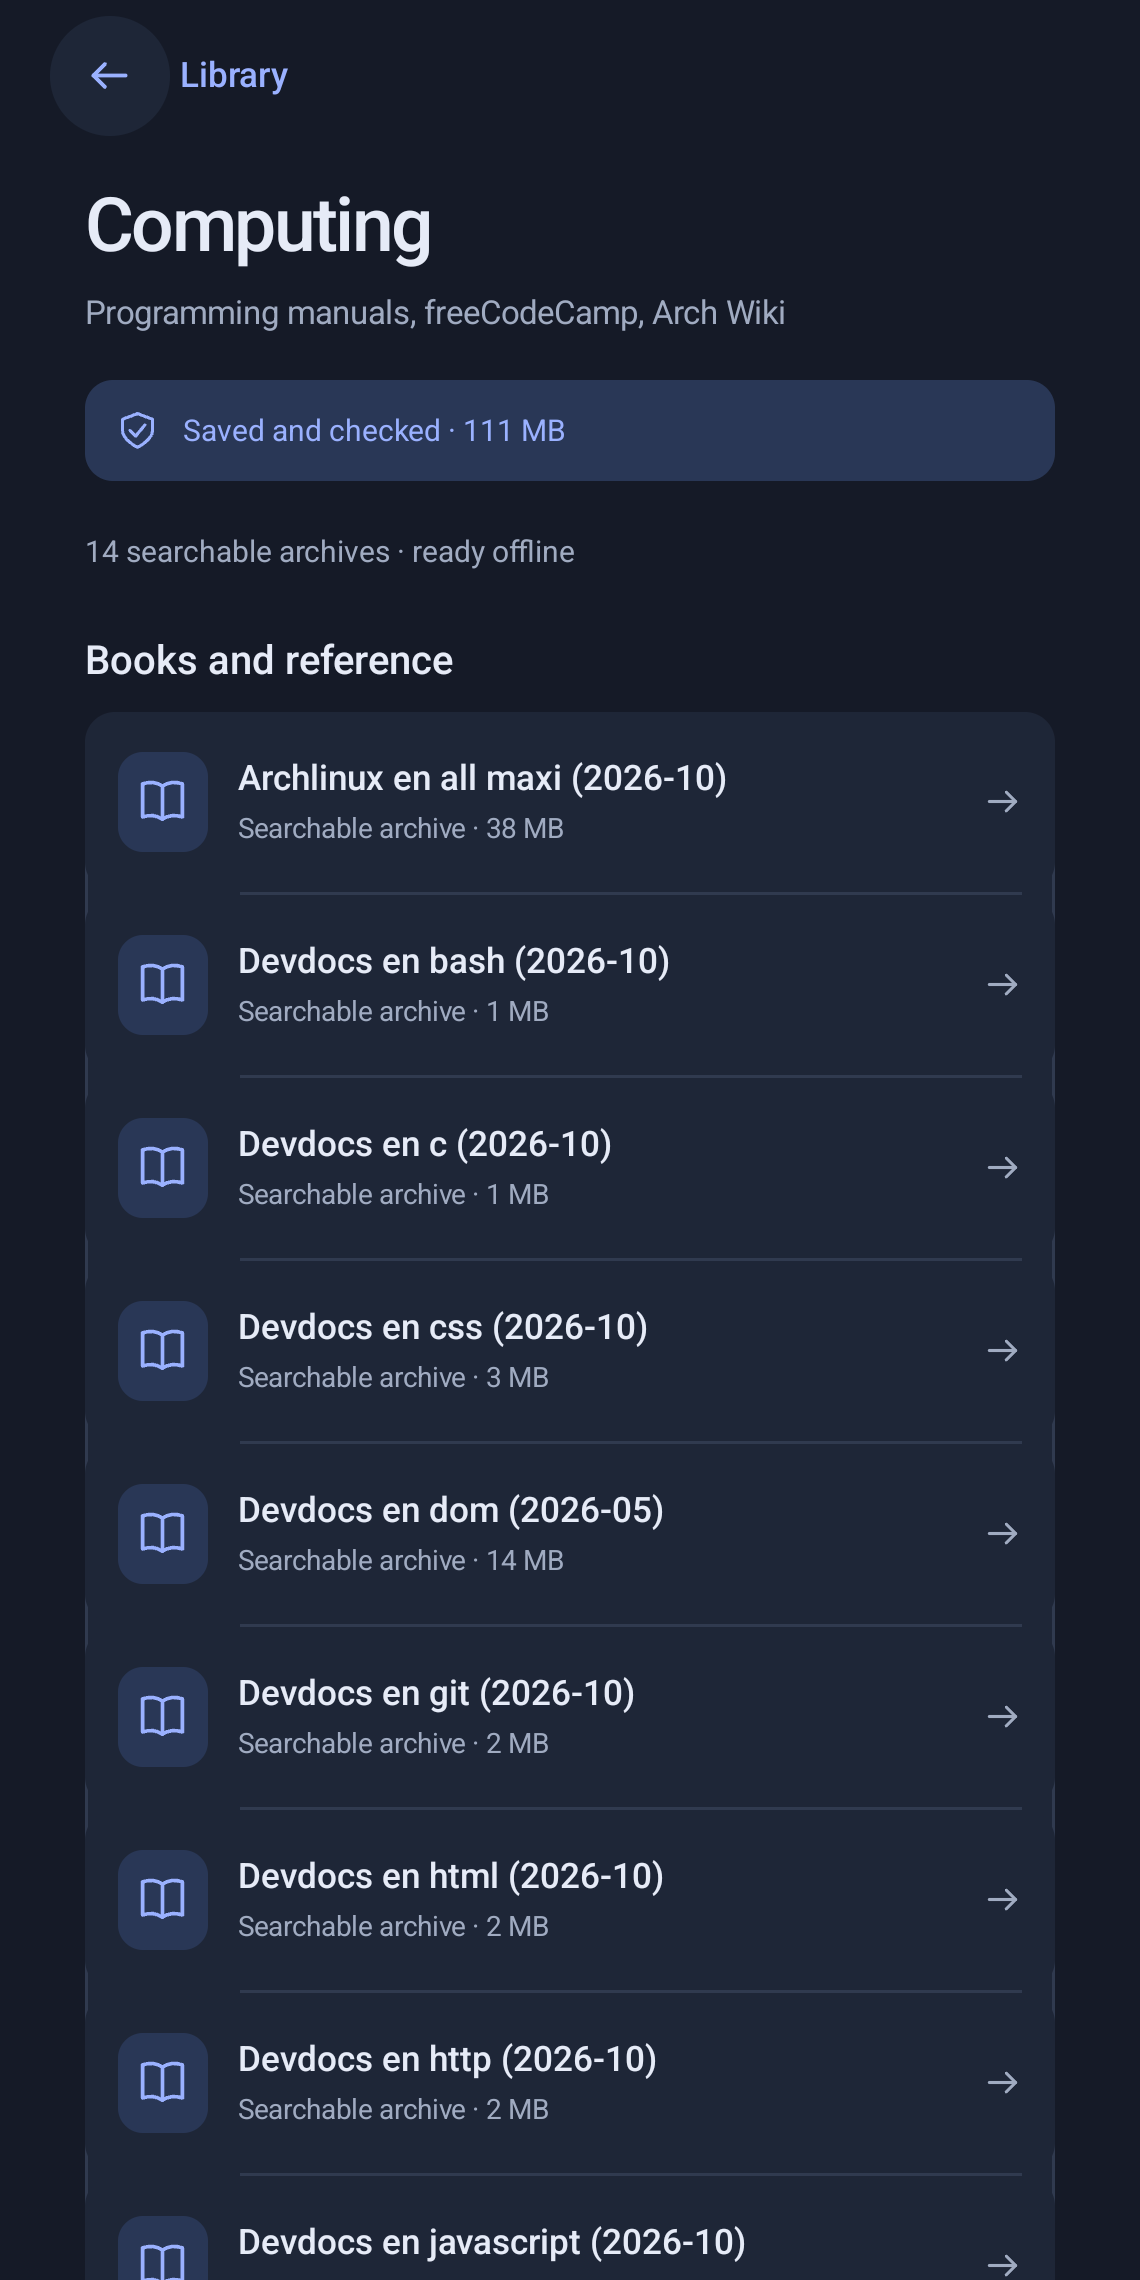 Library
Computing
Programming manuals, freeCodeCamp, Arch Wiki
Saved and checked · 111 MB
14 searchable archives · ready offline
Books and reference
Archlinux en all maxi (2026-10)
Searchable archive · 38 MB
Devdocs en bash (2026-10)
Searchable archive · 1 MB
Devdocs en c (2026-10)
Searchable archive · 1 MB
Devdocs en css (2026-10)
Searchable archive · 3 MB
Devdocs en dom (2026-05)
Searchable archive · 14 MB
Devdocs en git (2026-10)
Searchable archive · 2 MB
Devdocs en html (2026-10)
Searchable archive · 2 MB
Devdocs en http (2026-10)
Searchable archive · 2 MB
Devdocs en javascript (2026-10)